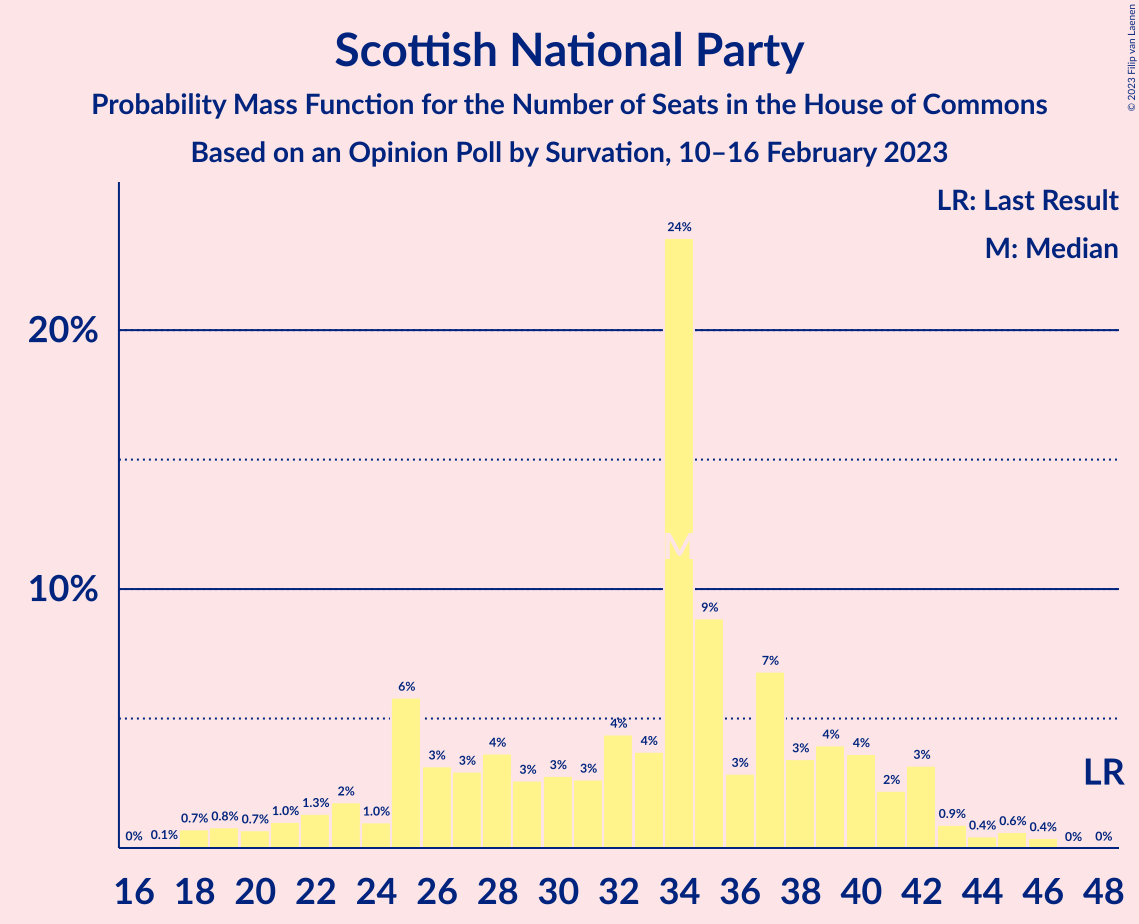 Scottish National Party
Probability Mass Function for the Number of Seats in the House of Commons
Based on an Opinion Poll by Survation, 10–16 February 2023
© 2023 Filip van Laenen
LR: Last Result
M: Median
20%
10%
0% 0.1% 0.7% 0.8% 0.7% 1.0% 1.3% 2% 1.0% 6% 3% 3% 4% 3% 3% 3% 4% 4% 24% 9% 3% 7% 3% 4% 4% 2% 3% 0.9% 0.4% 0.6% 0.4% 0% 0%
M
LR
16 18 20 22 24 26 28 30 32 34 36 38 40 42 44 46 48